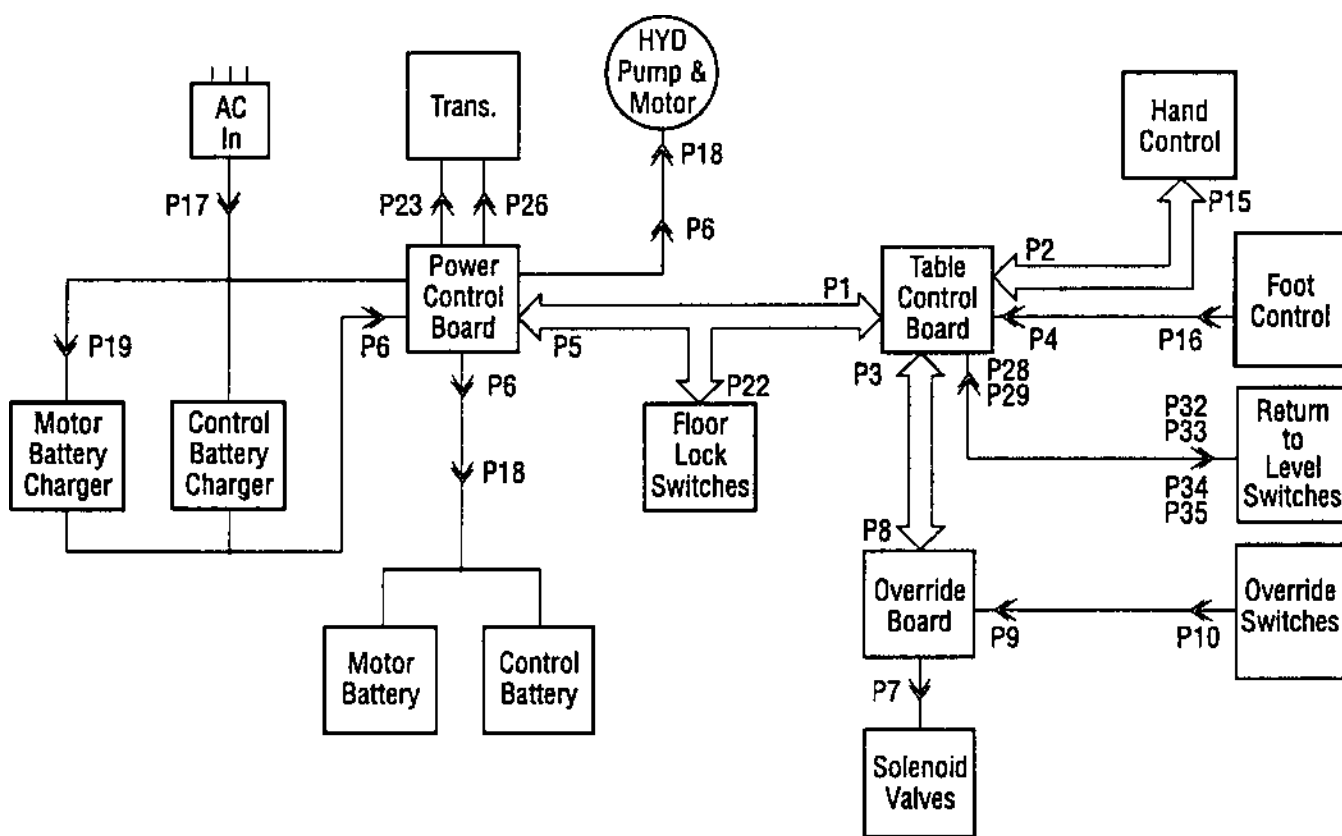 HYD
Pump &
Motor
AC
In
Trans.
Hand
Control
P18
P17
P23
P26
P15
P6
P2
Power
Control
Board
Table
Control
Board
Foot
Control
P1
P19
P6
P5
P4
P16
P6
P3
P28
P29
P22
Motor
Battery
Charger
Control
Battery
Charger
Floor
Lock
Switches
P32
P33
Return
to
Level
Switches
P18
P34
P35
P8
Override
Board
Override
Switches
P9
P10
Motor
Battery
Control
Battery
P7
Solenoid
Valves